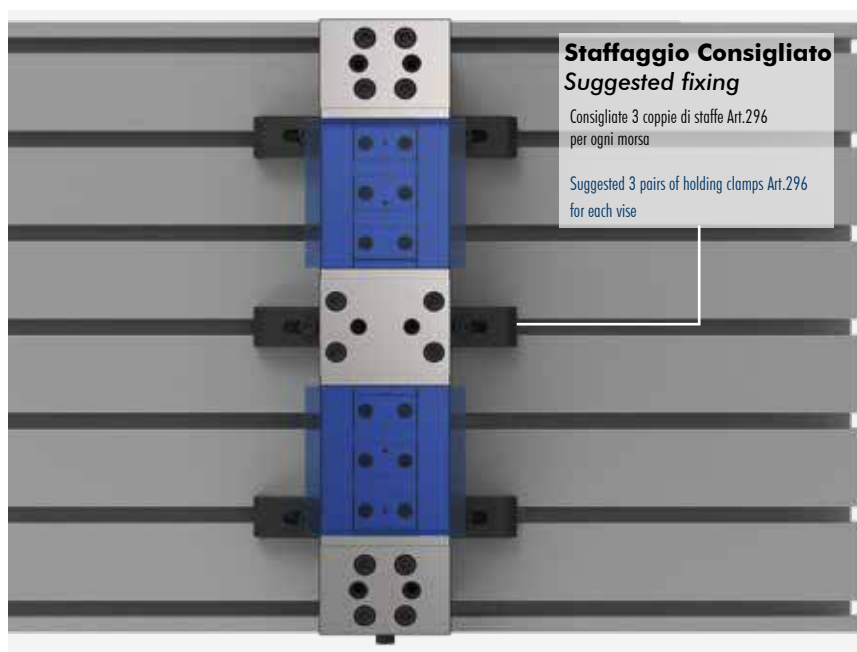 Staffaggio Consigliato
Suggested fixing
Consigliate 3 coppie di staffe Art.296
per ogni morsa
Suggested 3 pairs of holding clamps Art.296
for each vise